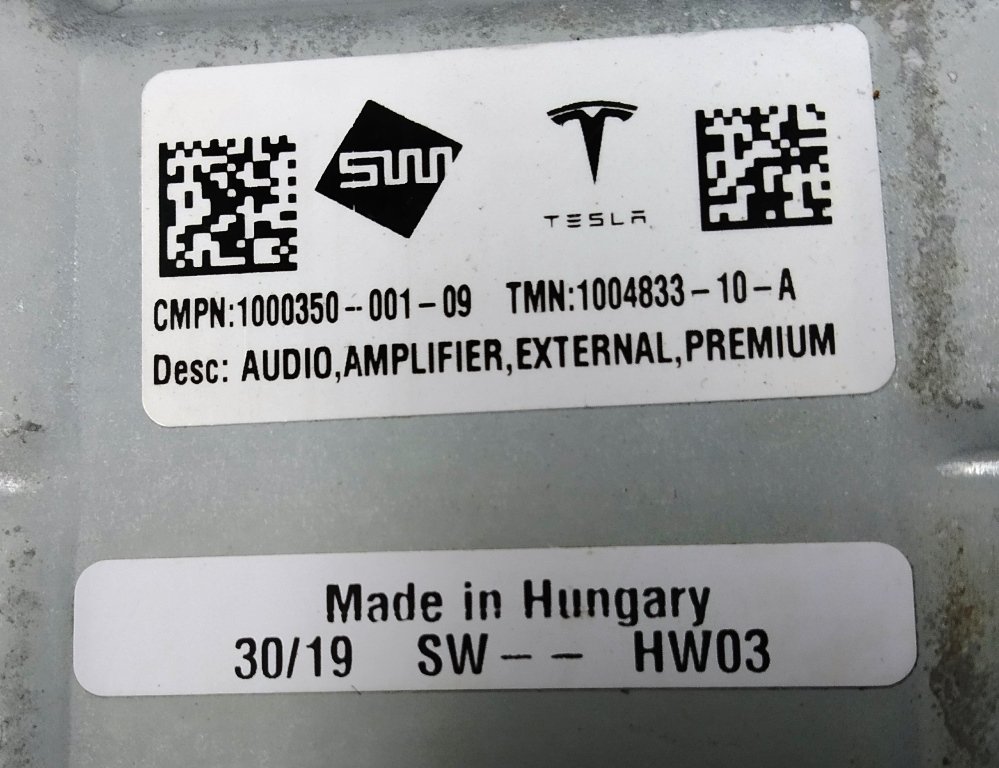 SW
TESLA
CMPN:1000350--001-09 TMN:1004833-10-A
Desc: AUDIO,AMPLIFIER,EXTERNAL,PREMIUM
Made in Hungary
30/19 SW-- HW03